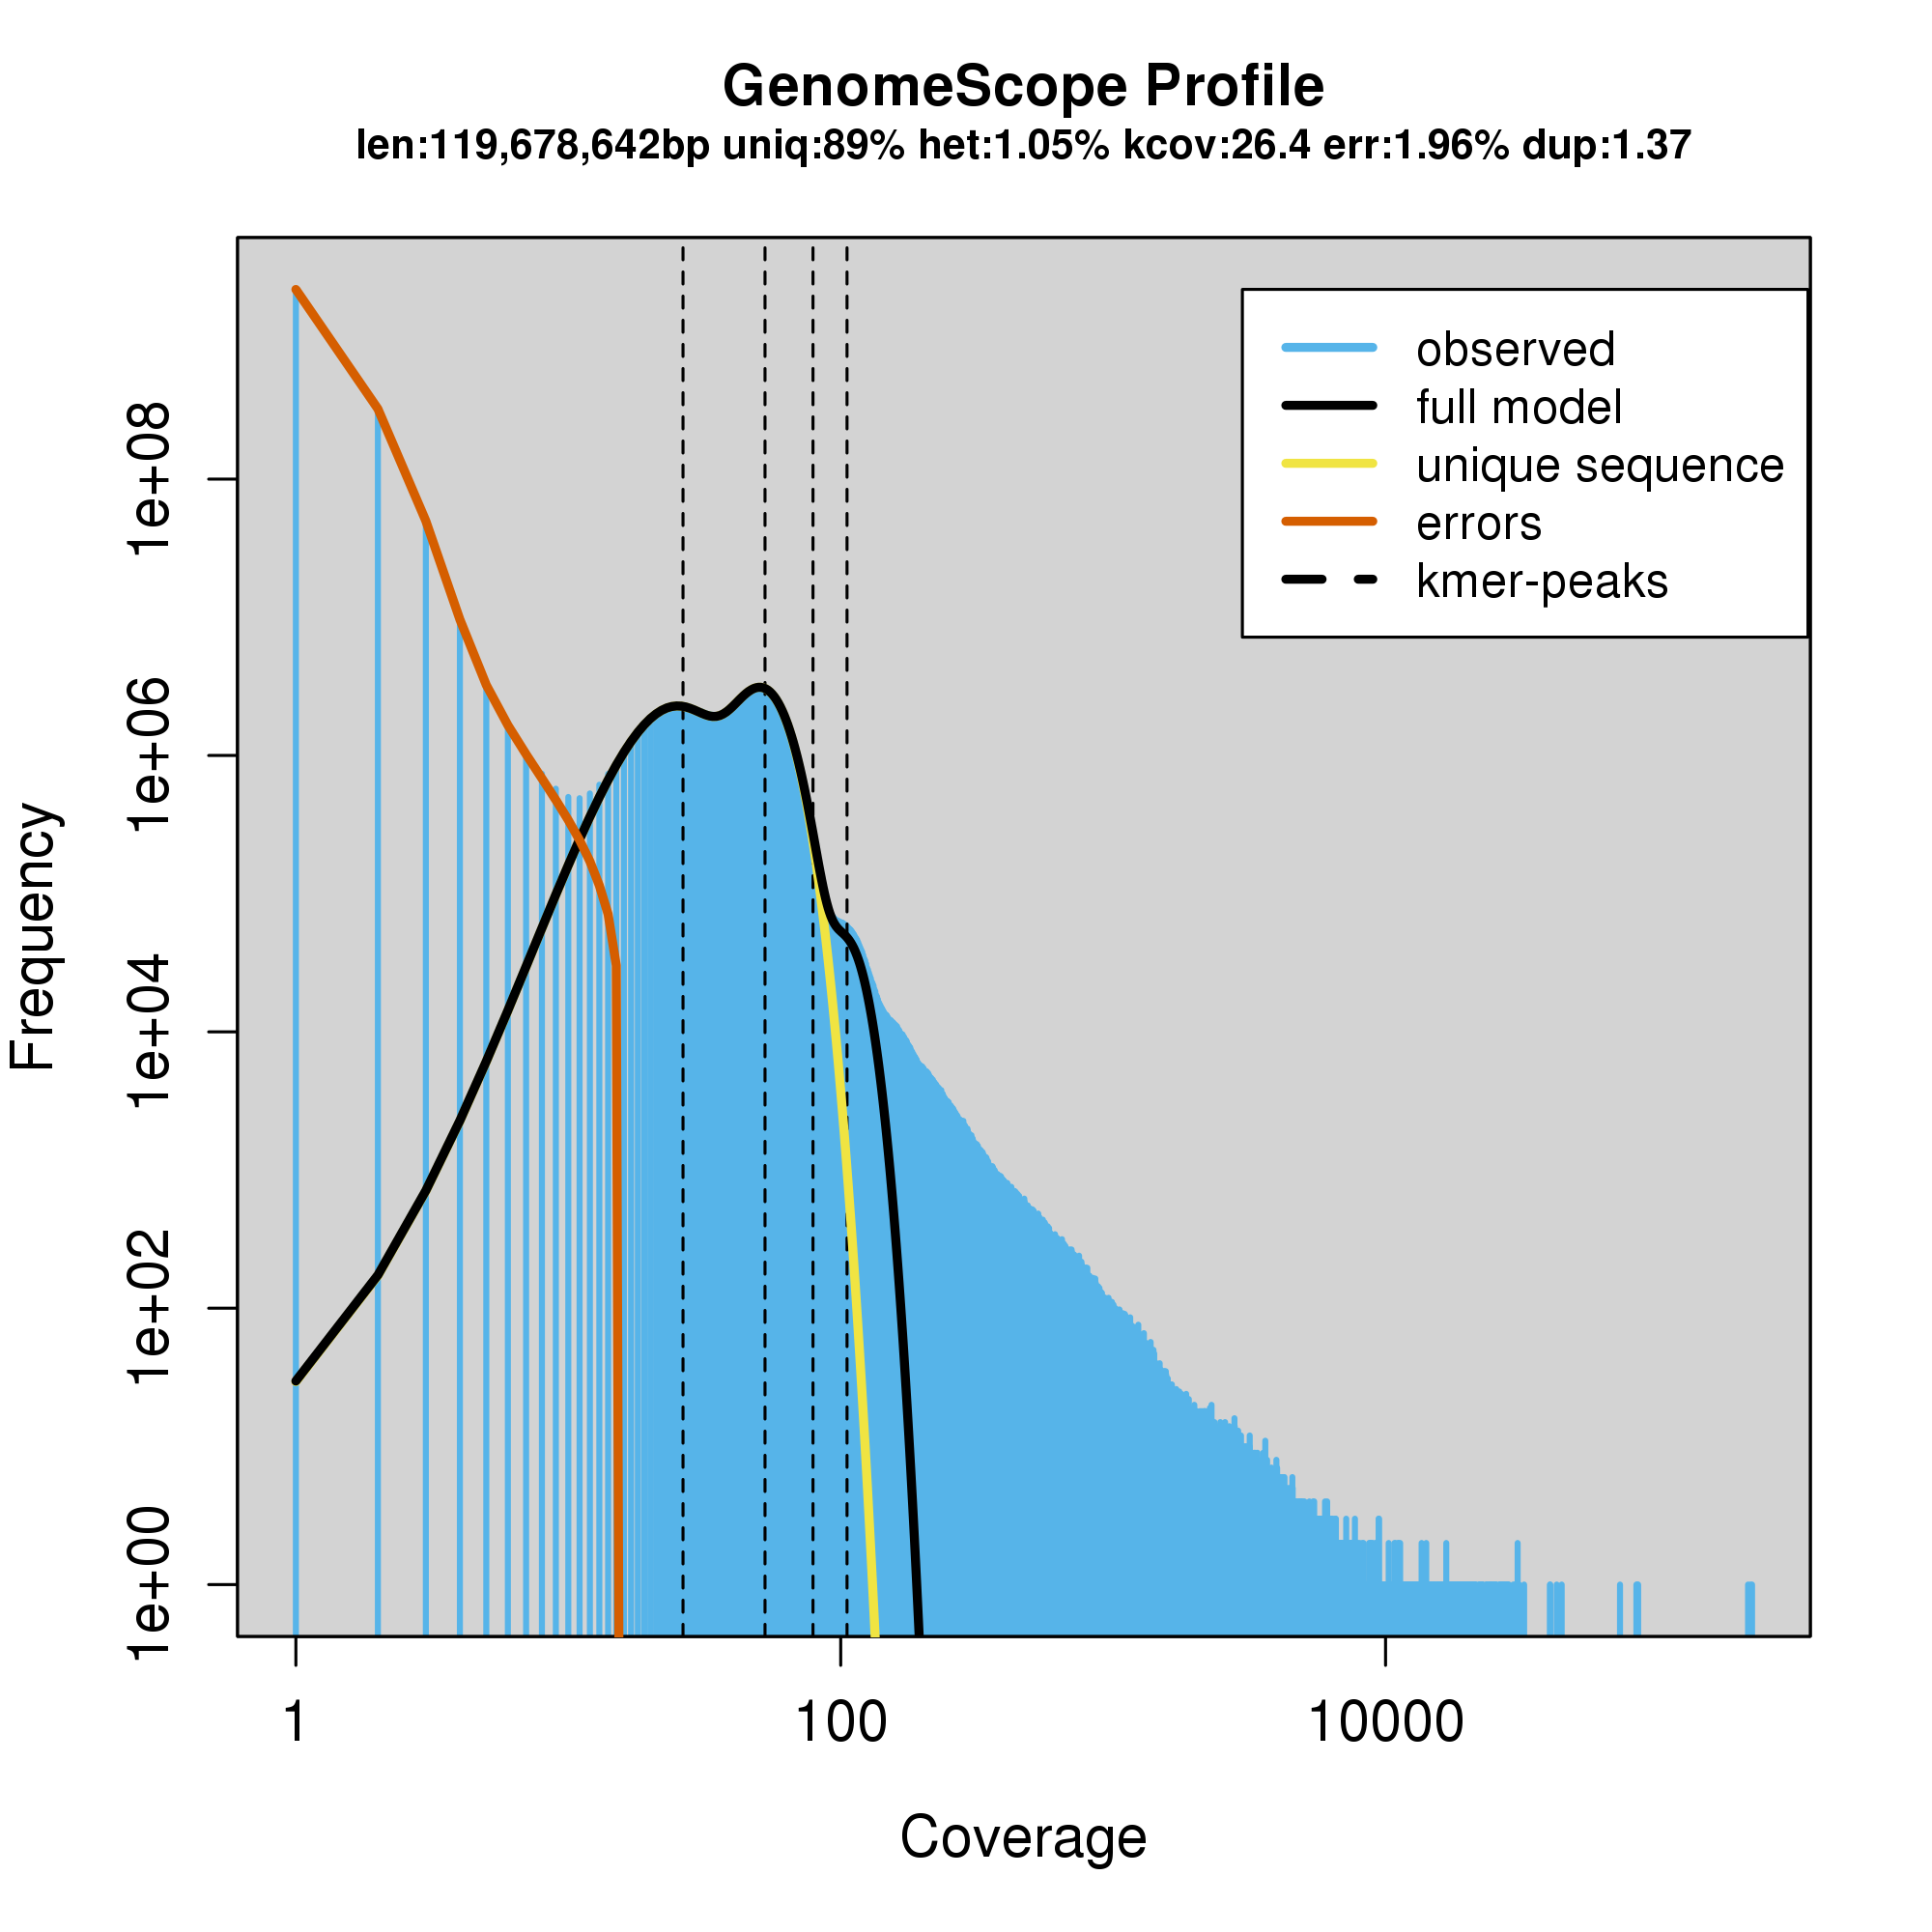 GenomeScope Profile
len:119,678,642bp uniq:89% het:1.05% kcov:26.4 err:1.96% dup:1.37
observed
full model
unique sequence
errors
kmer-peaks
Frequency
1e+08
1e+06
1e+04
1e+02
1e+00
1
100
10000
Coverage